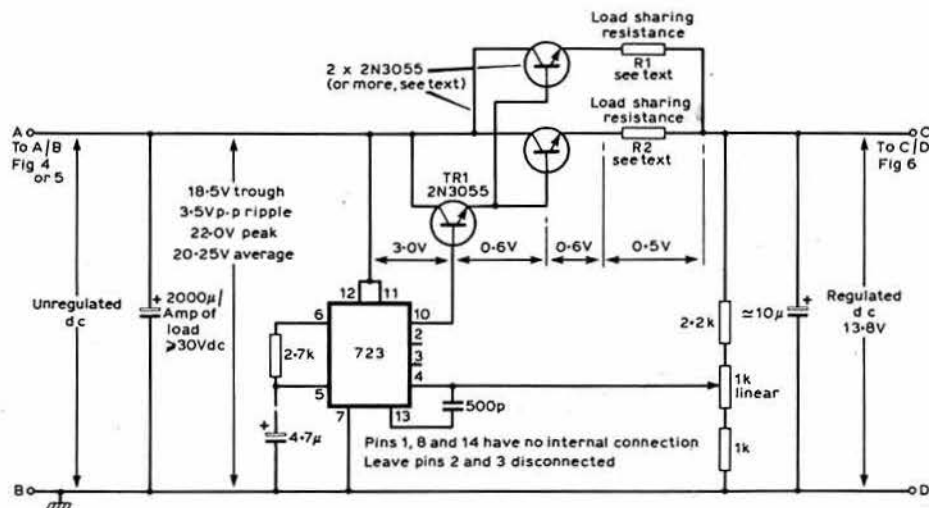 Load sharing
resistance
R1
see text
2 x 2N3055
(or more, see text)
Load sharing
resistance
R2
see text
A
To A/B
Fig 4
or 5
C
To C/D
Fig 6
18·5V trough
3·5Vp-p ripple
22·0V peak
20·25V average
TR1
2N3055
3·0V
0·6V
0·6V
0·5V
Unregulated
dc
+
2000µ/
Amp of
load
⩾30Vdc
12
11
6
10
2
3
4
5
7
13
723
2·7k
+
4·7µ
500p
2·2k
≃10µ
+
1k
linear
1k
Regulated
dc
13·8V
Pins 1, 8 and 14 have no internal connection
Leave pins 2 and 3 disconnected
B
D